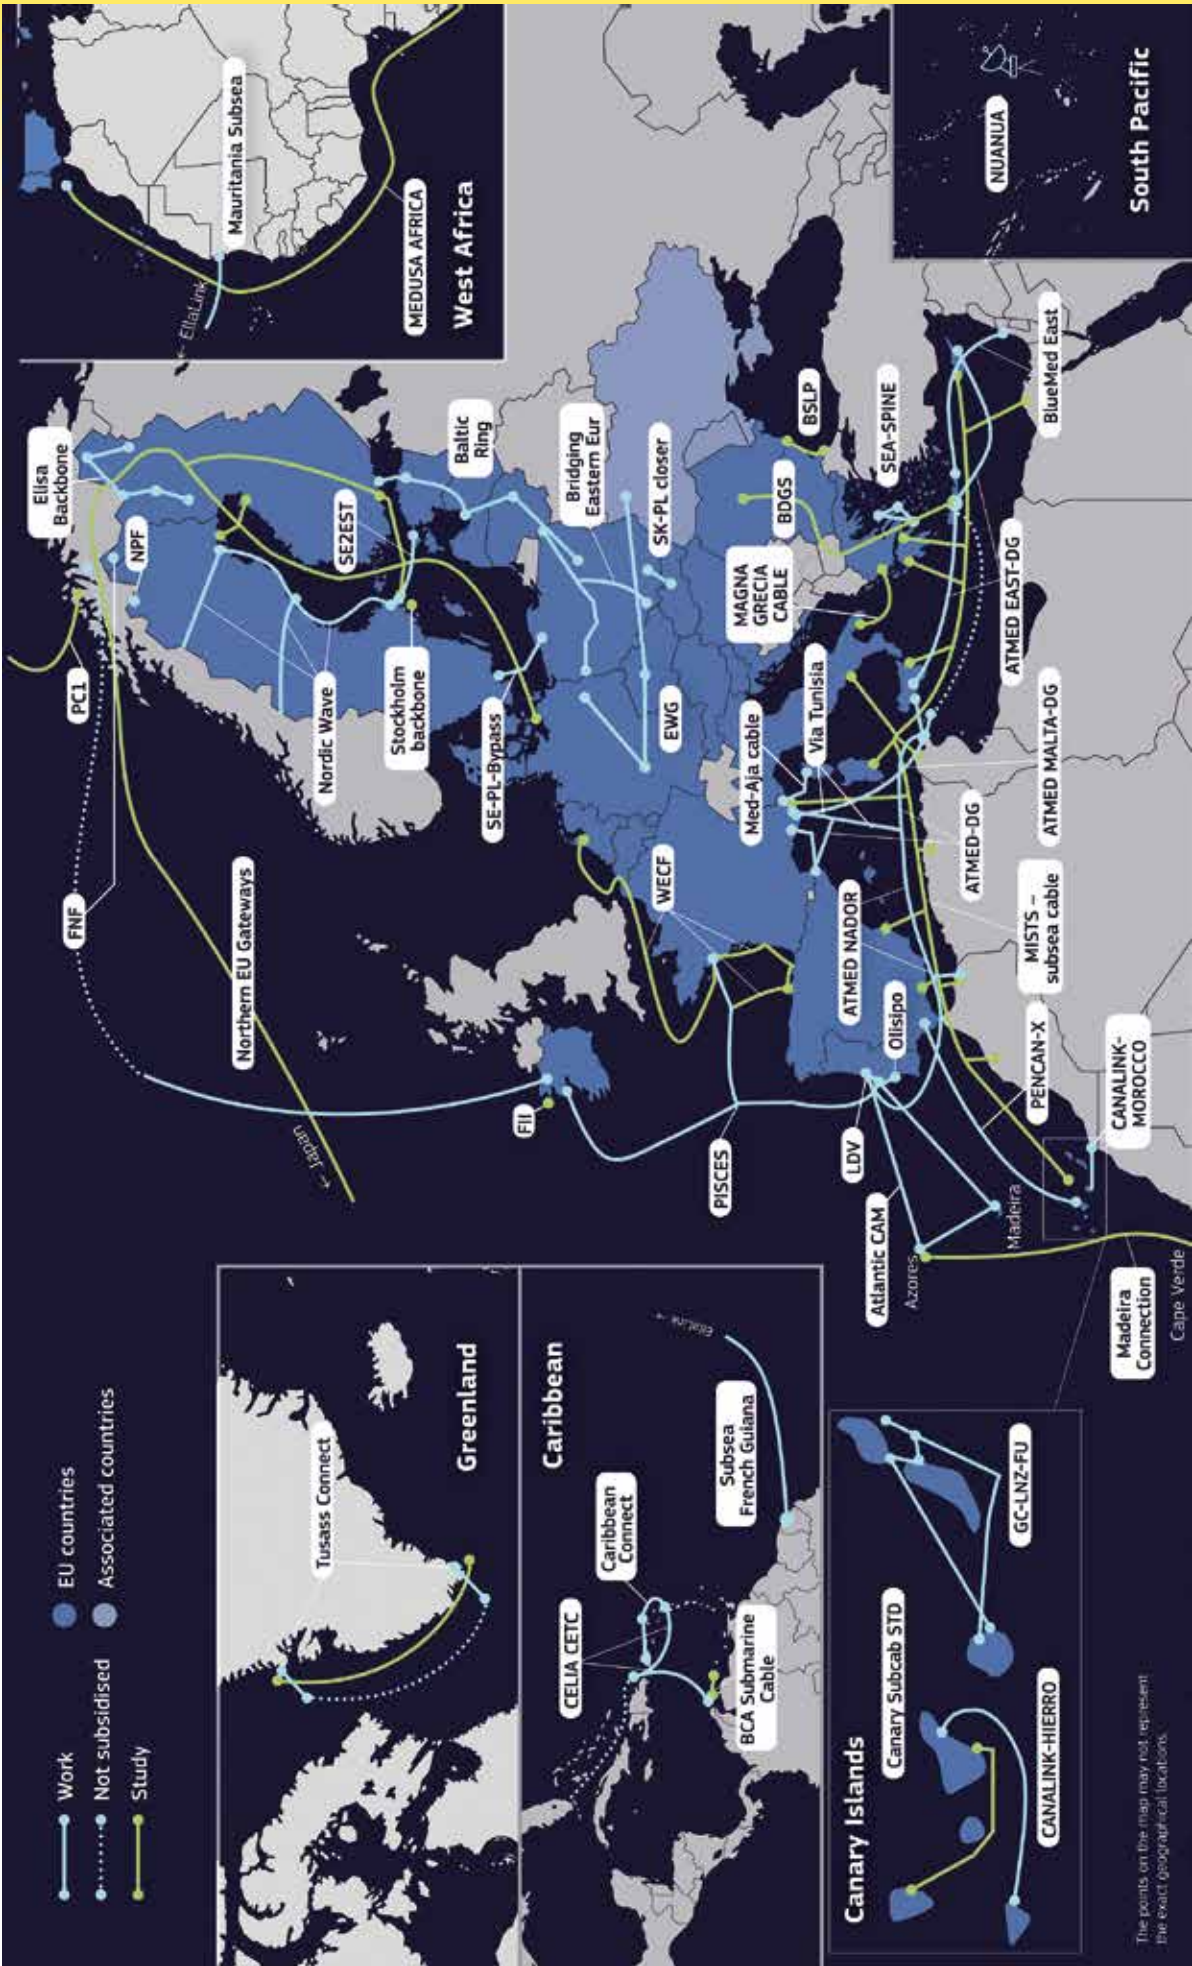 Work
Not subsidised
Study
EU countries
Associated countries
Tusass Connect
Greenland
Caribbean
CELIA CETC
Caribbean
Connect
BCA Submarine
Cable
Subsea
French Guiana
EllaLink →
Canary Islands
Canary Subcab STD
CANALINK-HIERRO
GC-LNZ-FU
The points on the map may not represent
the exact geographical locations
FNF
PC1
Elisa
Backbone
NPF
Northern EU Gateways
← Japan
Nordic Wave
SE2EST
Stockholm
backbone
Baltic
Ring
SE-PL-Bypass
Bridging
Eastern Eur
SK-PL closer
EWG
FII
WECF
PISCES
LDV
Olisipo
Atlantic CAM
Azores
Madeira
Madeira
Connection
Cape Verde
PENCAN-X
CANALINK-
MOROCCO
MISTS –
subsea cable
ATMED NADOR
ATMED-DG
ATMED MALTA-DG
ATMED EAST-DG
Med-Aja cable
Via Tunisia
MAGNA
GRECIA
CABLE
BDGS
BSLP
SEA-SPINE
BlueMed East
← EllaLink
Mauritania Subsea
MEDUSA AFRICA
West Africa
NUANUA
South Pacific